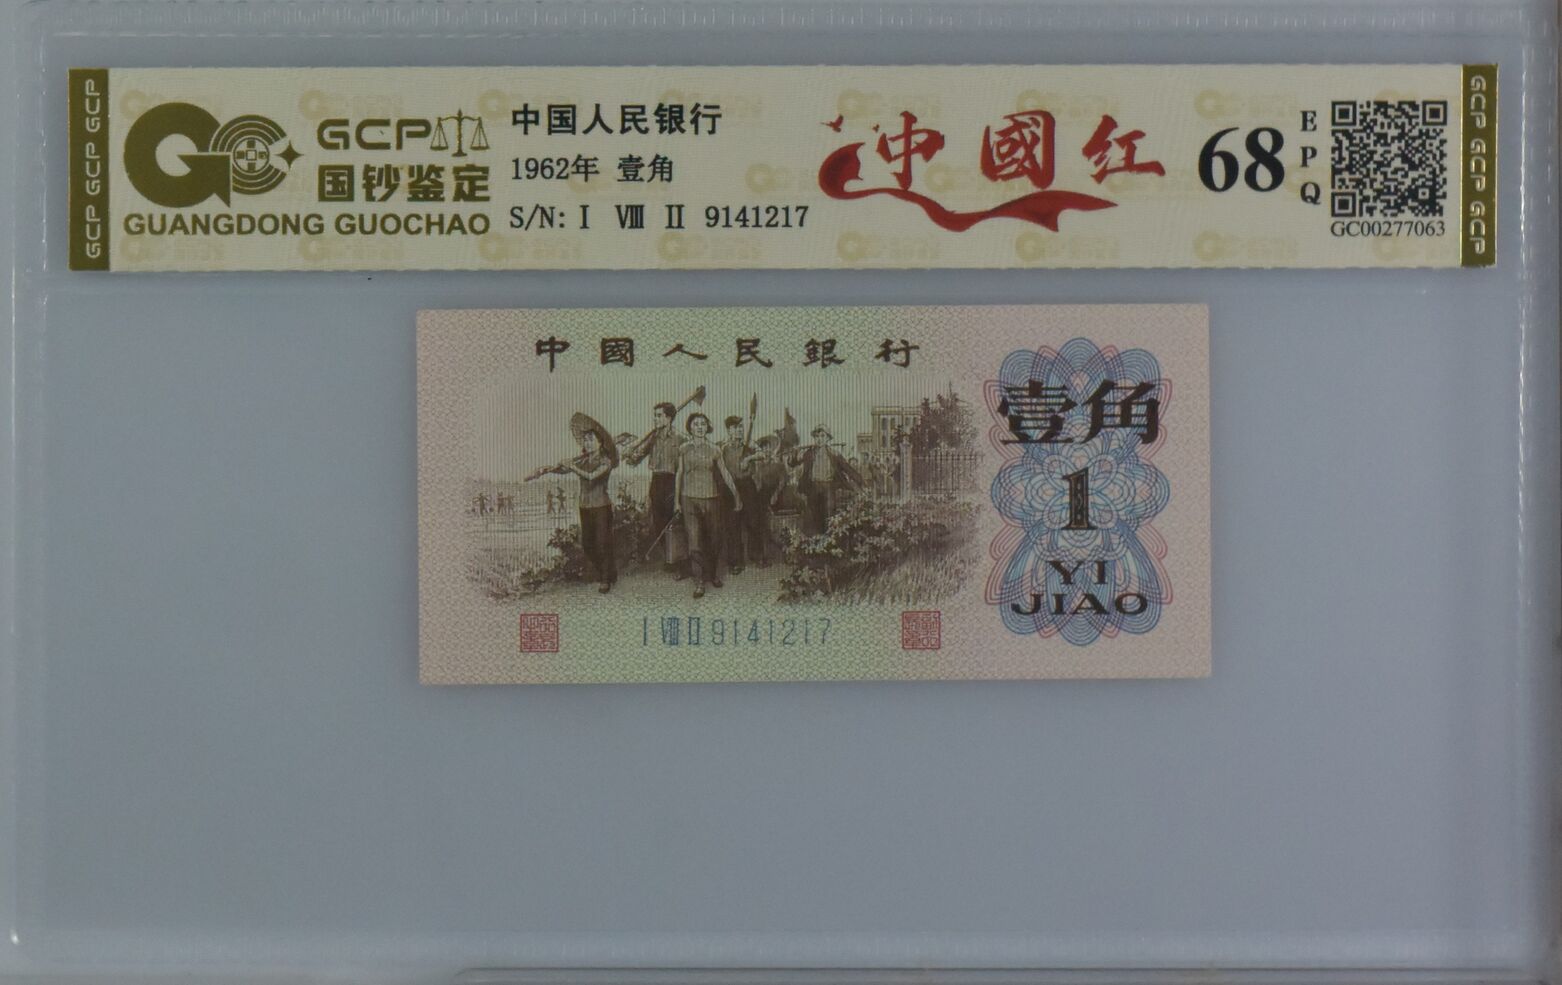 GCP GCP GCP
GCP
国钞鉴定
GUANGDONG GUOCHAO
中国人民银行
1962年 壹角
S/N: I VIII II 9141217
中國红
68
EPQ
GC00277063
GCP GCP GCP
中國人民銀行
壹角
1
YI
JIAO
I VIII II 9141217